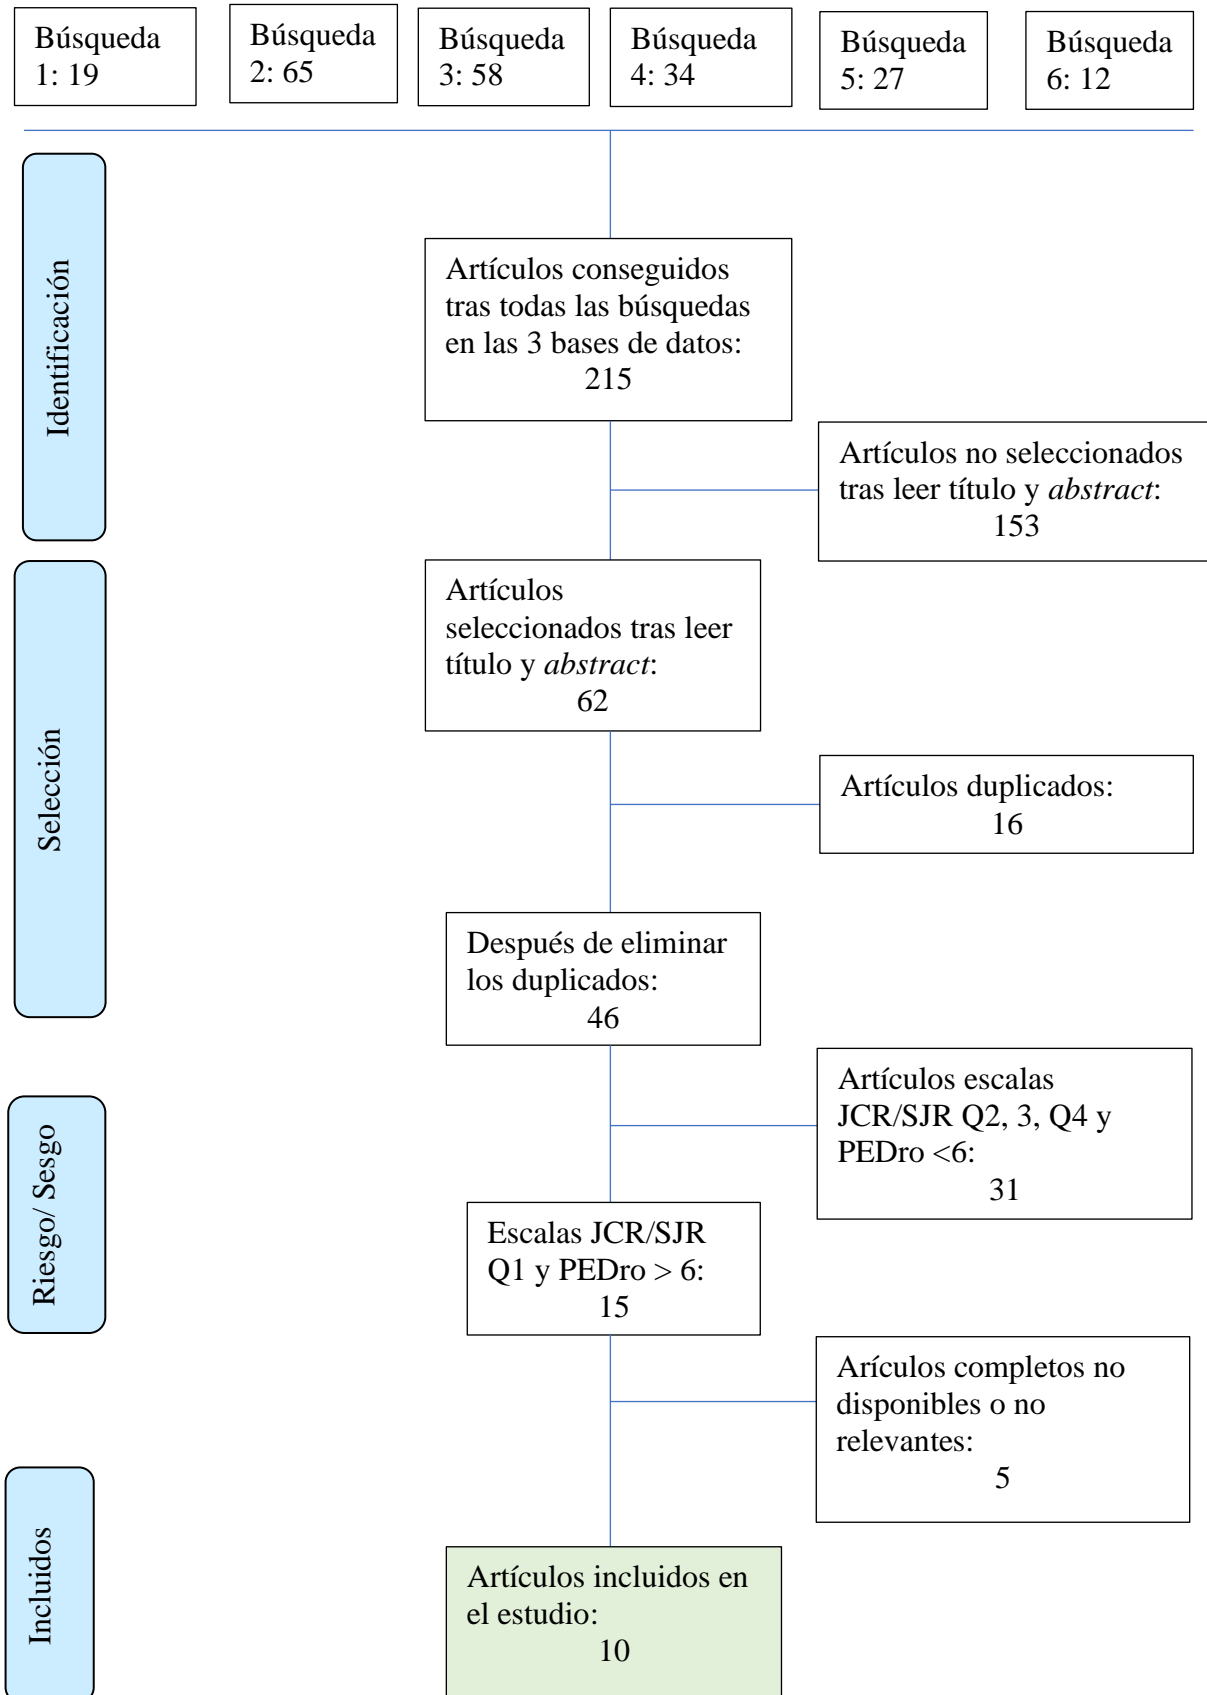 Búsqueda
1: 19
Búsqueda
2: 65
Búsqueda
3: 58
Búsqueda
4: 34
Búsqueda
5: 27
Búsqueda
6: 12
Identificación
Artículos conseguidos
tras todas las búsquedas
en las 3 bases de datos:
215
Artículos no seleccionados
tras leer título y abstract:
153
Selección
Artículos
seleccionados tras leer
título y abstract:
62
Artículos duplicados:
16
Después de eliminar
los duplicados:
46
Artículos escalas
JCR/SJR Q2, 3, Q4 y
PEDro <6:
31
Riesgo/ Sesgo
Escalas JCR/SJR
Q1 y PEDro > 6:
15
Arículos completos no
disponibles o no
relevantes:
5
Incluidos
Artículos incluidos en
el estudio:
10